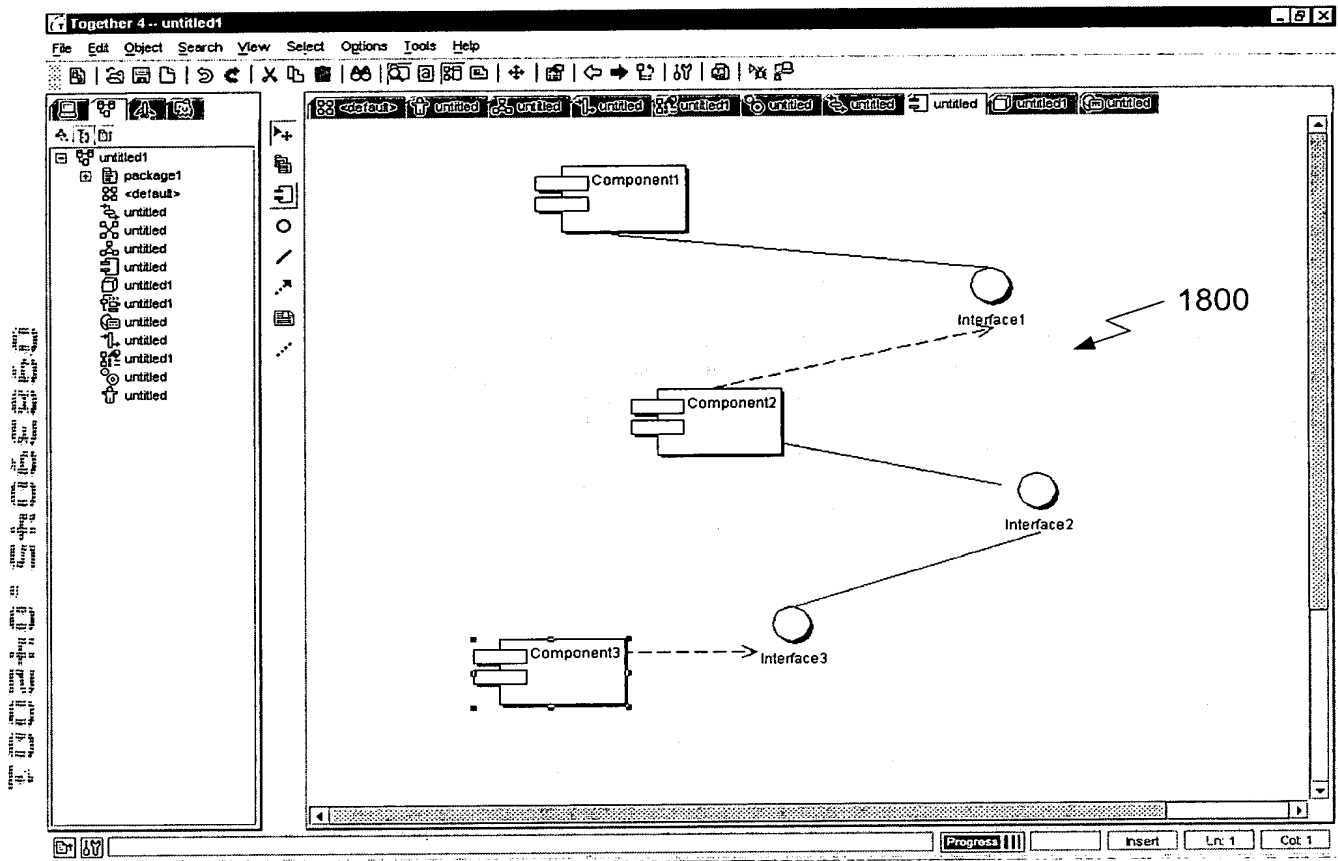 Together 4 -- untitled1
File Edit Object Search View Select Options Tools Help
<default> untitled untitled untitled untitled1 untitled untitled untitled untitled1 untitled
untitled1
package1
<default>
untitled
untitled
untitled
untitled
untitled1
untitled1
untitled
untitled
untitled1
untitled
untitled
Component1
Interface1
1800
Component2
Interface2
Component3
Interface3
Progress
Insert
Ln: 1
Col: 1